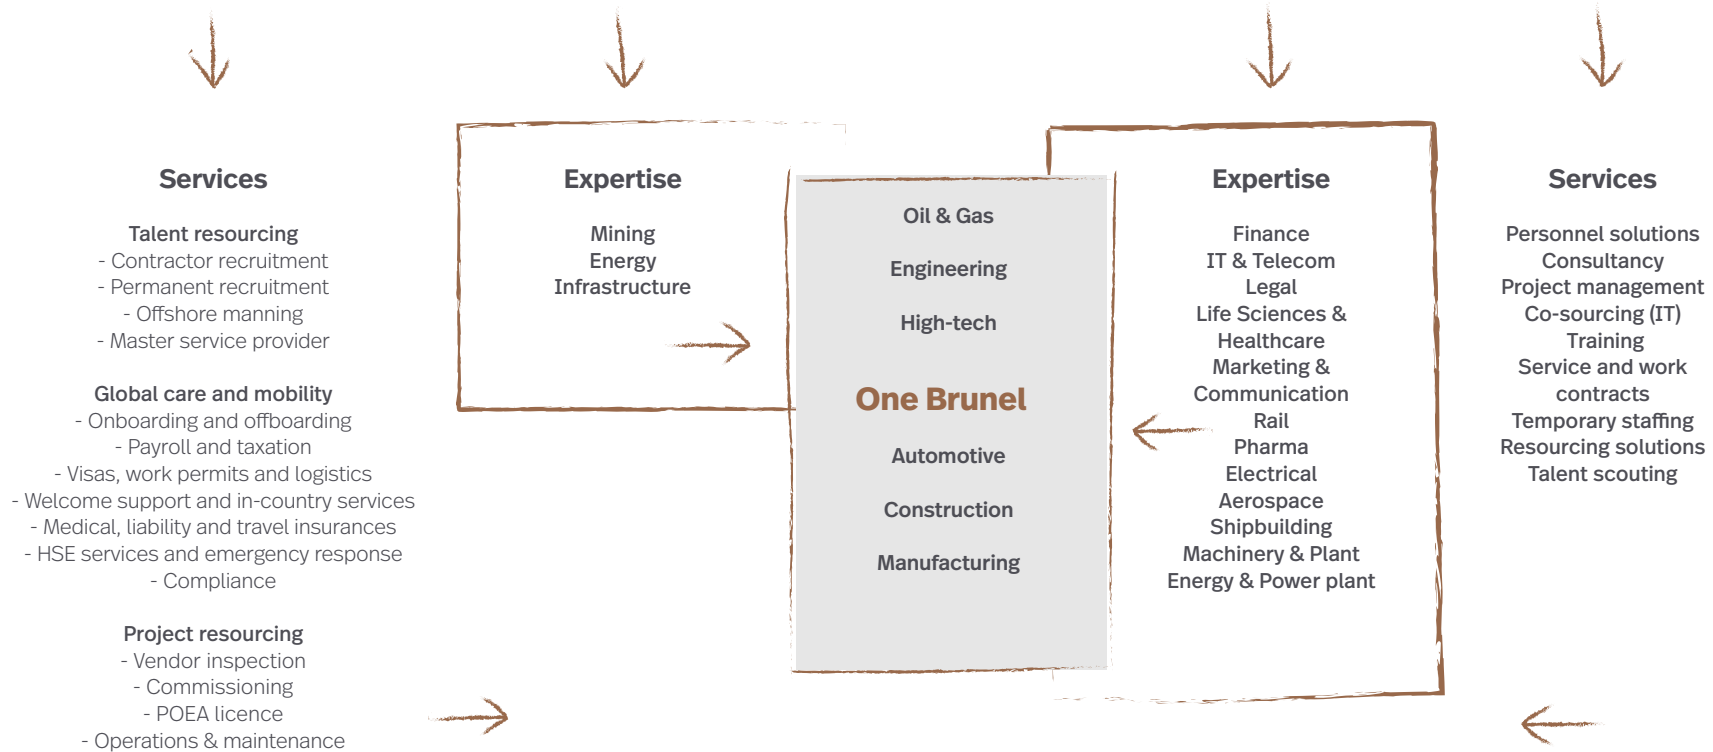 Services
Talent resourcing
- Contractor recruitment
- Permanent recruitment
- Offshore manning
- Master service provider
Global care and mobility
- Onboarding and offboarding
- Payroll and taxation
- Visas, work permits and logistics
- Welcome support and in-country services
- Medical, liability and travel insurances
- HSE services and emergency response
- Compliance
Project resourcing
- Vendor inspection
- Commissioning
- POEA licence
- Operations & maintenance
Expertise
Mining
Energy
Infrastructure
Oil & Gas
Engineering
High-tech
One Brunel
Automotive
Construction
Manufacturing
Expertise
Finance
IT & Telecom
Legal
Life Sciences &
Healthcare
Marketing &
Communication
Rail
Pharma
Electrical
Aerospace
Shipbuilding
Machinery & Plant
Energy & Power plant
Services
Personnel solutions
Consultancy
Project management
Co-sourcing (IT)
Training
Service and work
contracts
Temporary staffing
Resourcing solutions
Talent scouting